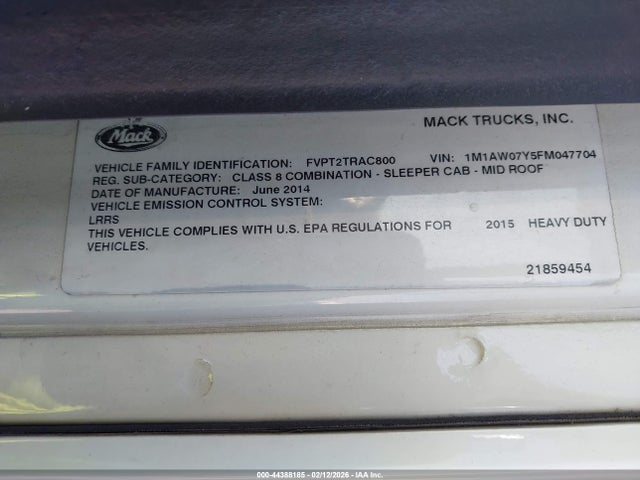 Mack
MACK TRUCKS, INC.
VEHICLE FAMILY IDENTIFICATION: FVPT2TRAC800 VIN: 1M1AW07Y5FM047704
REG. SUB-CATEGORY: CLASS 8 COMBINATION - SLEEPER CAB - MID ROOF
DATE OF MANUFACTURE: June 2014
VEHICLE EMISSION CONTROL SYSTEM:
LRRS
THIS VEHICLE COMPLIES WITH U.S. EPA REGULATIONS FOR 2015 HEAVY DUTY
VEHICLES.
21859454
000-44388185 - 02/12/2026 - IAA Inc.